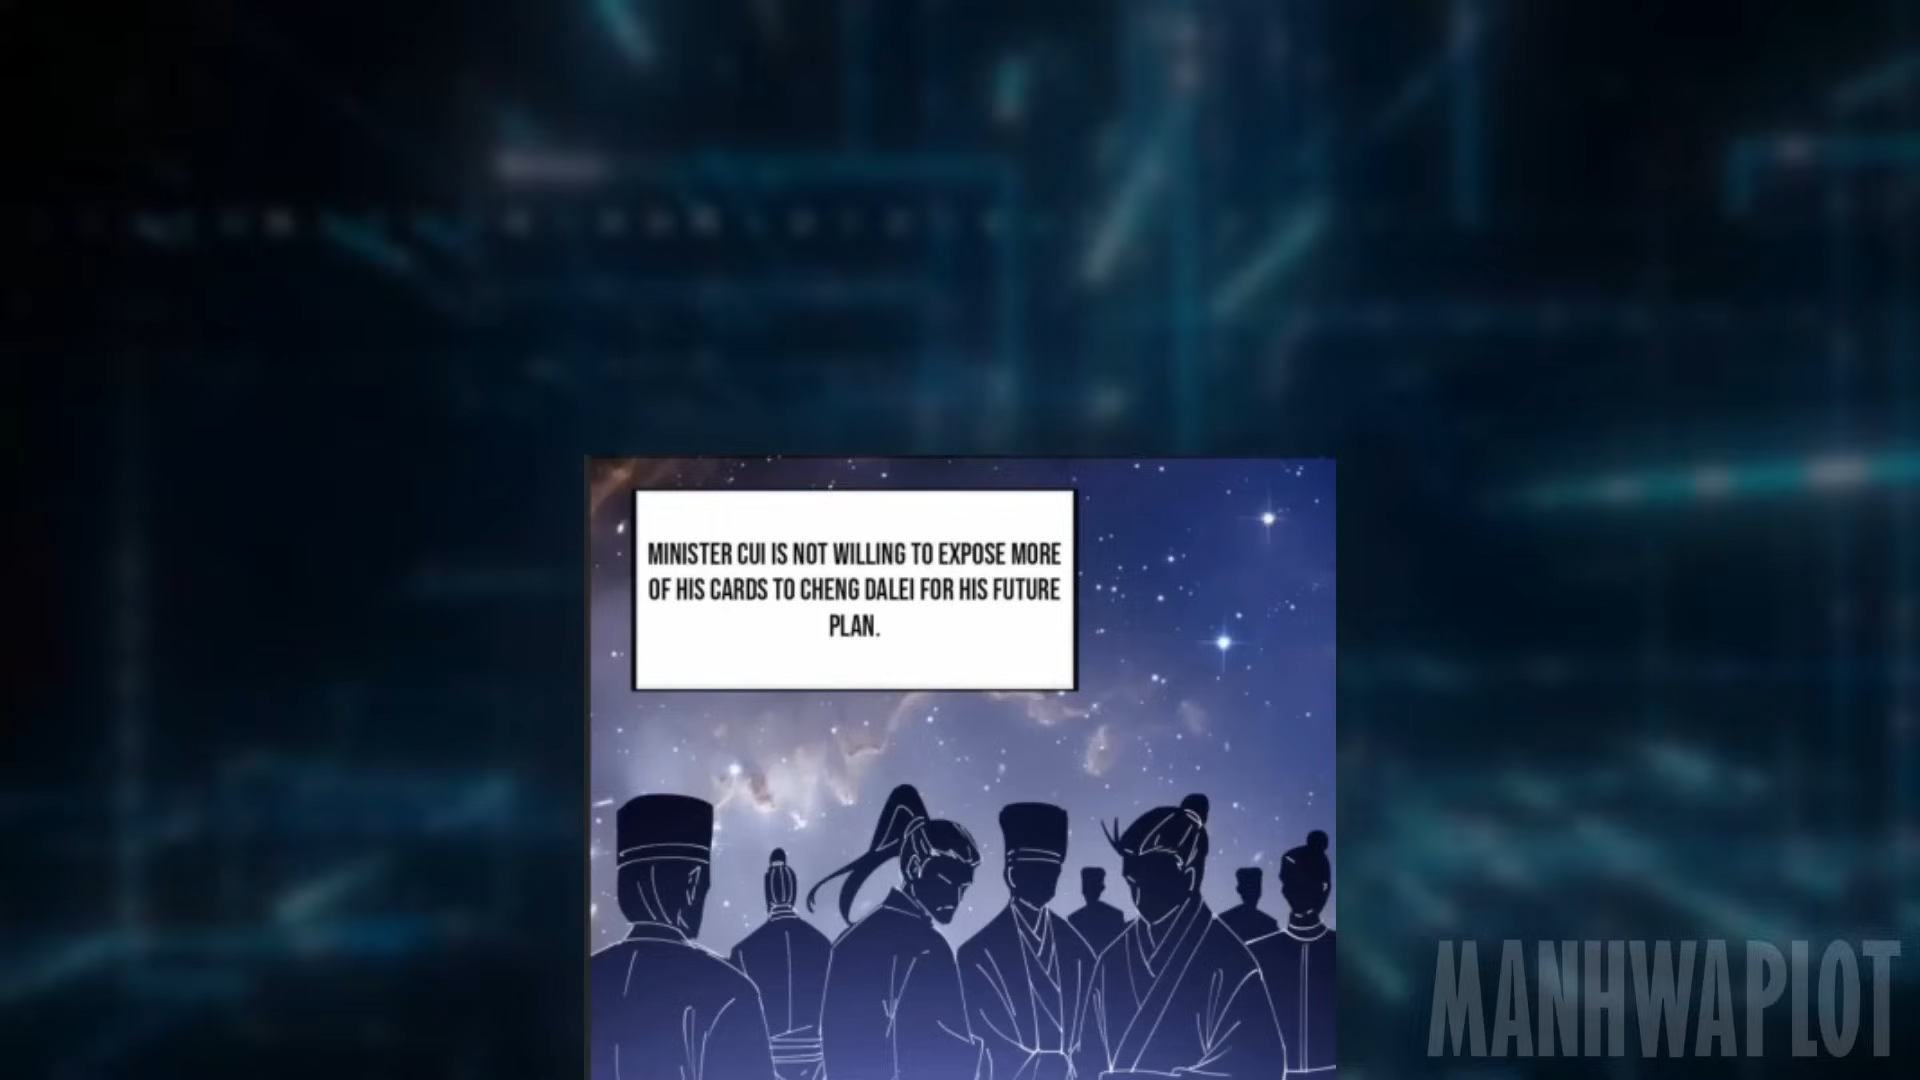 MINISTER CUI IS NOT WILLING TO EXPOSE MORE
OF HIS CARDS TO CHENG DALEI FOR HIS FUTURE
PLAN.
MANHWAPLOT